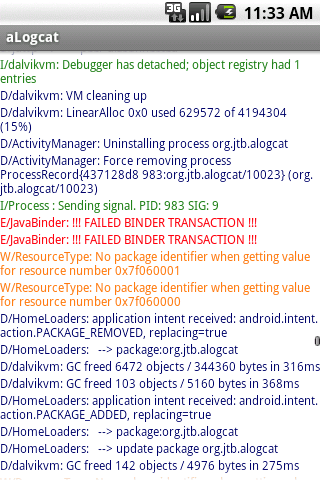 3G
11:33 AM
aLogcat
I/dalvikvm: Debugger has detached; object registry had 1
entries
D/dalvikvm: VM cleaning up
D/dalvikvm: LinearAlloc 0x0 used 629572 of 4194304
(15%)
D/ActivityManager: Uninstalling process org.jtb.alogcat
D/ActivityManager: Force removing process
ProcessRecord{437128d8 983:org.jtb.alogcat/10023} (org.
jtb.alogcat/10023)
I/Process : Sending signal. PID: 983 SIG: 9
E/JavaBinder: !!! FAILED BINDER TRANSACTION !!!
E/JavaBinder: !!! FAILED BINDER TRANSACTION !!!
W/ResourceType: No package identifier when getting value
for resource number 0x7f060001
W/ResourceType: No package identifier when getting value
for resource number 0x7f060000
D/HomeLoaders: application intent received: android.intent.
action.PACKAGE_REMOVED, replacing=true
D/HomeLoaders:   --> package:org.jtb.alogcat
D/dalvikvm: GC freed 6472 objects / 344360 bytes in 316ms
D/dalvikvm: GC freed 103 objects / 5160 bytes in 368ms
D/HomeLoaders: application intent received: android.intent.
action.PACKAGE_ADDED, replacing=true
D/HomeLoaders:   --> package:org.jtb.alogcat
D/HomeLoaders:   --> update package org.jtb.alogcat
D/dalvikvm: GC freed 142 objects / 4976 bytes in 275ms